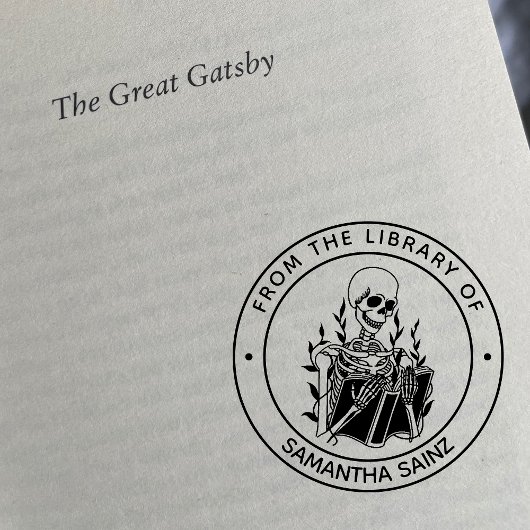 The Great Gatsby
FROM THE LIBRARY OF
SAMANTHA SAINZ